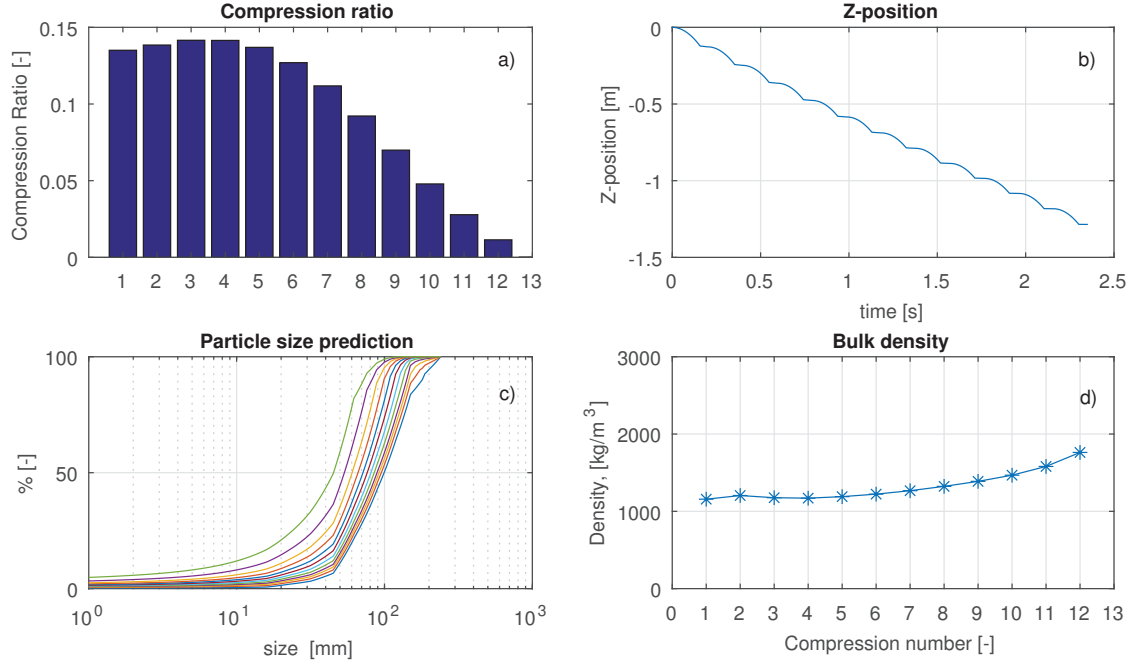 Compression ratio
0.15
0.1
0.05
0
Compression Ratio [-]
a)
1 2 3 4 5 6 7 8 9 10 11 12 13
Z-position
0
-0.5
-1
-1.5
Z-position [m]
b)
0 0.5 1 1.5 2 2.5
time [s]
Particle size prediction
100
50
0
% [-]
c)
10^0 10^1 10^2 10^3
size [mm]
Bulk density
3000
2000
1000
0
Density, [kg/m^3]
d)
0 1 2 3 4 5 6 7 8 9 10 11 12 13
Compression number [-]